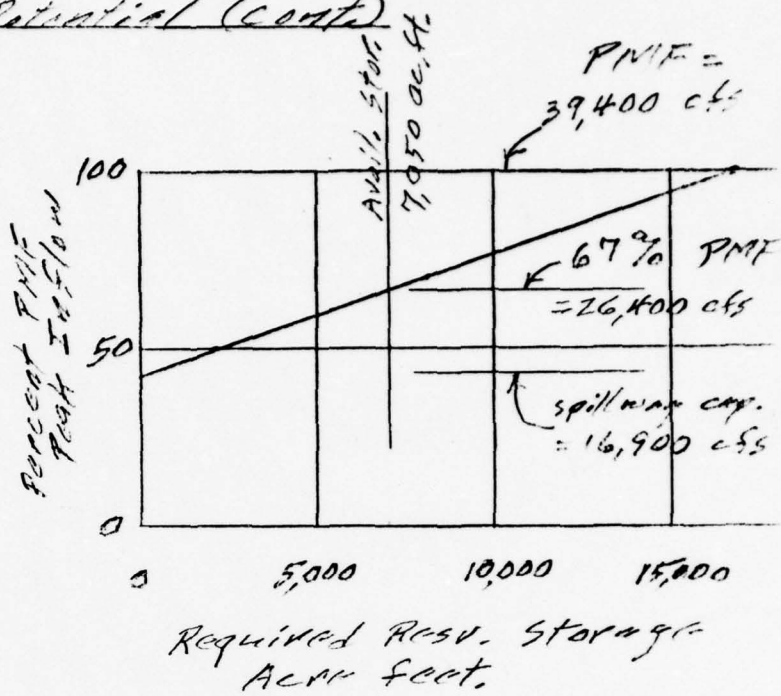 Potential (cont.)
Avail. Stor.
7,050 ac.ft.
PMF =
39,400 cfs
100
67% PMF
=26,400 cfs
50
spillway cap.
=16,900 cfs
0
Percent PMF
Peak Inflow
0 5,000 10,000 15,000
Required Resv. Storage
Acre feet.